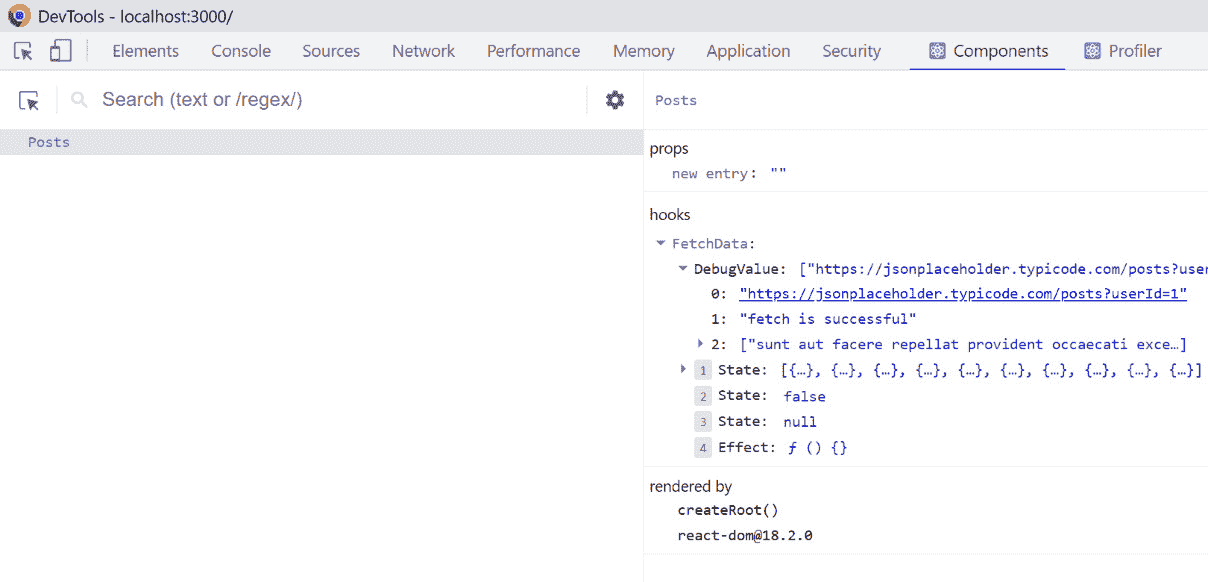 DevTools - localhost:3000/
Elements Console Sources Network Performance Memory Application Security Components Profiler
Search (text or /regex/)
Posts
Posts
props
new entry: ""
hooks
FetchData:
DebugValue: ["https://jsonplaceholder.typicode.com/posts?user
0: "https://jsonplaceholder.typicode.com/posts?userId=1"
1: "fetch is successful"
2: ["sunt aut facere repellat provident occaecati exce…]
1 State: [{…}, {…}, {…}, {…}, {…}, {…}, {…}, {…}, {…}, {…}]
2 State: false
3 State: null
4 Effect: ƒ () {}
rendered by
createRoot()
react-dom@18.2.0